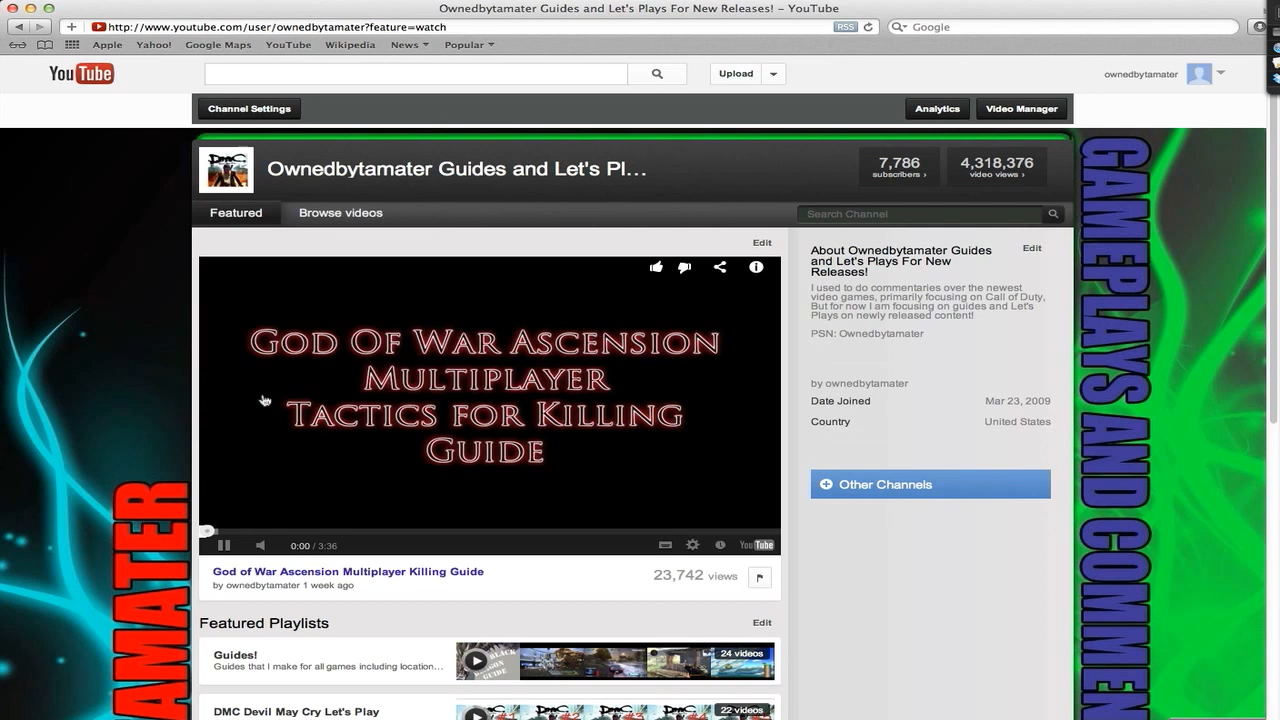 Ownedbytamater Guides and Let's Plays For New Releases! – YouTube
http://www.youtube.com/user/ownedbytamater?feature=watch
RSS
Google
Apple
Yahoo!
Google Maps
YouTube
Wikipedia
News
Popular
YouTube
Upload
ownedbytamater
Channel Settings
Analytics
Video Manager
DMC
Ownedbytamater Guides and Let's Pl...
7,786
subscribers ›
4,318,376
video views ›
Featured
Browse videos
Search Channel
Edit
GOD OF WAR ASCENSION
MULTIPLAYER
TACTICS FOR KILLING
GUIDE
0:00 / 3:36
YouTube
God of War Ascension Multiplayer Killing Guide
by ownedbytamater 1 week ago
23,742 views
Featured Playlists
Edit
Guides!
Guides that I make for all games including location...
24 videos
DMC Devil May Cry Let's Play
22 videos
About Ownedbytamater Guides
and Let's Plays For New
Releases!
Edit
I used to do commentaries over the newest
video games, primarily focusing on Call of Duty,
But for now I am focusing on guides and Let's
Plays on newly released content!
PSN: Ownedbytamater
by ownedbytamater
Date Joined
Mar 23, 2009
Country
United States
Other Channels
AMATER
GAMEPLAYS AND COMMEN